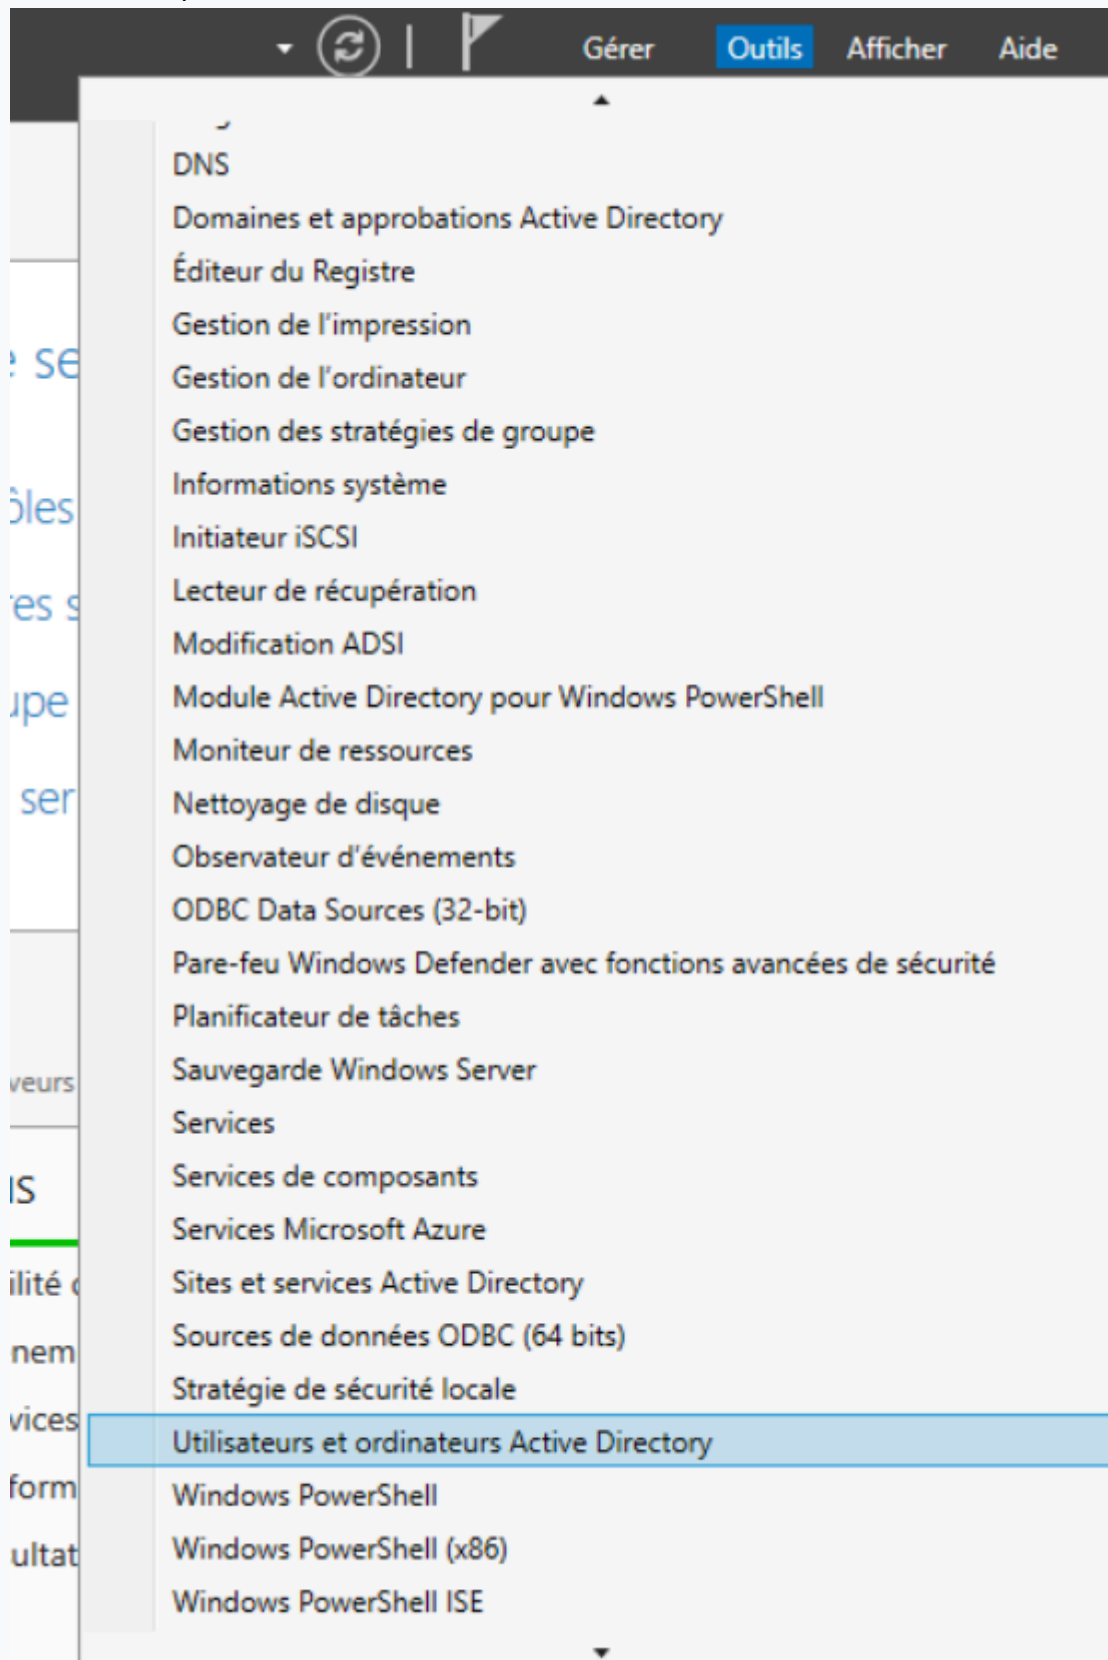 Gérer Outils Afficher Aide
DNS
Domaines et approbations Active Directory
Éditeur du Registre
Gestion de l'impression
Gestion de l'ordinateur
Gestion des stratégies de groupe
Informations système
Initiateur iSCSI
Lecteur de récupération
Modification ADSI
Module Active Directory pour Windows PowerShell
Moniteur de ressources
Nettoyage de disque
Observateur d'événements
ODBC Data Sources (32-bit)
Pare-feu Windows Defender avec fonctions avancées de sécurité
Planificateur de tâches
Sauvegarde Windows Server
Services
Services de composants
Services Microsoft Azure
Sites et services Active Directory
Sources de données ODBC (64 bits)
Stratégie de sécurité locale
Utilisateurs et ordinateurs Active Directory
Windows PowerShell
Windows PowerShell (x86)
Windows PowerShell ISE